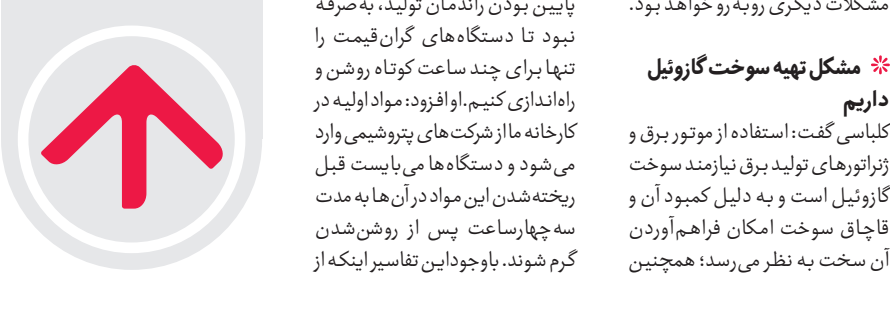 مشکلات دیگری روبه‌رو خواهد بود.
مشکل تهیه سوخت گازوئیل
داریم
کلباسی گفت: استفاده از موتور برق و
ژنراتورهای تولید برق نیازمند سوخت
گازوئیل است و به دلیل کمبود آن و
قاچاق سوخت امکان فراهم‌آوردن
آن سخت به نظر می‌رسد؛ همچنین
پایین بودن راندمان تولید، به‌صرفه
نبود تا دستگاه‌های گران‌قیمت را
تنها برای چند ساعت کوتاه روشن و
راه‌اندازی کنیم. او افزود: مواد اولیه در
کارخانه ما از شرکت‌های پتروشیمی وارد
می‌شود و دستگاه‌ها می‌بایست قبل
ریخته‌شدن این مواد در آن‌ها به مدت
سه چهار ساعت پس از روشن‌شدن
گرم شوند. باوجود این تفاسیر اینکه از